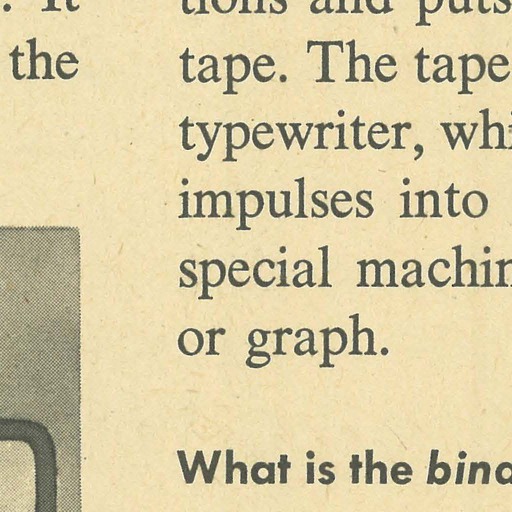 . It
the
tions and puts
tape. The tape
typewriter, whi
impulses into
special machin
or graph.
What is the bina